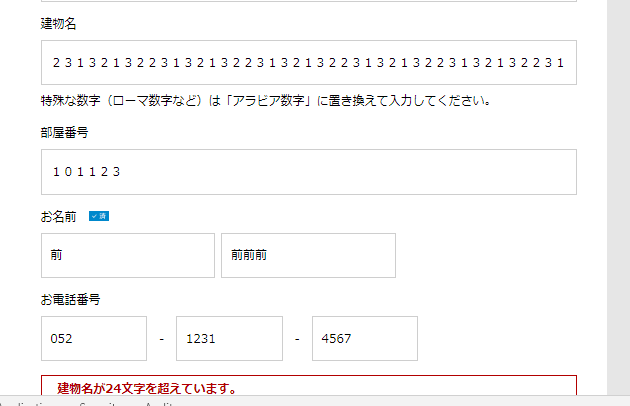 建物名
２３１３２１３２２３１３２１３２２３１３２１３２２３１３２１３２２３１３２１３２２３１
特殊な数字（ローマ数字など）は「アラビア数字」に置き換えて入力してください。
部屋番号
１０１１２３
お名前 ✓ 済
前 前前前
お電話番号
052 - 1231 - 4567
建物名が24文字を超えています。